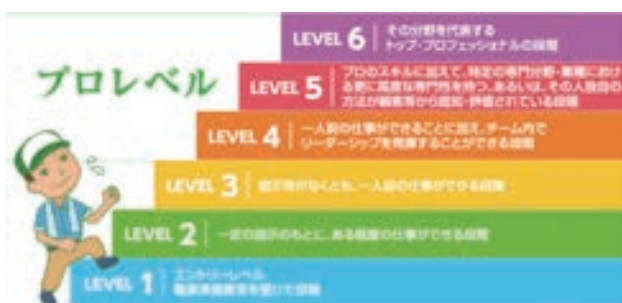 LEVEL 6 その分野を代表する
トップ・プロフェッショナルの段階
プロレベル
LEVEL 5 プロのスキルに加えて、特定の専門分野・業種におけ
る更に高度な専門性を持つ、あるいは、その人独自の
方法が顧客等から認知・評価されている段階
LEVEL 4 一人前の仕事ができることに加え、チーム内で
リーダーシップを発揮することができる段階
LEVEL 3 指示等がなくとも、一人前の仕事ができる段階
LEVEL 2 一定の指示のもとに、ある程度の仕事ができる段階
LEVEL 1 エントリーレベル
職業準備教育を受けた段階